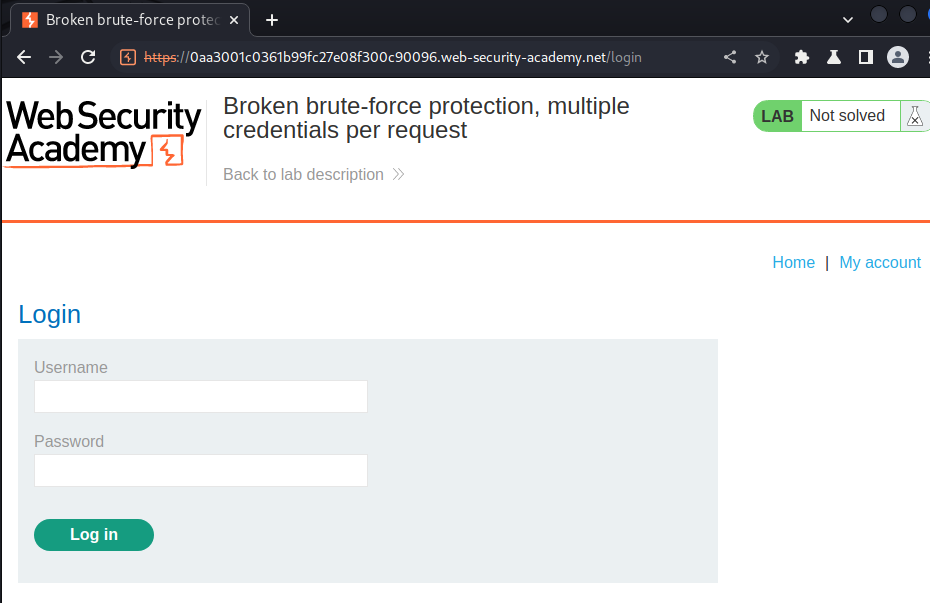 Broken brute-force protec
https://0aa3001c0361b99fc27e08f300c90096.web-security-academy.net/login
Web Security
Academy
Broken brute-force protection, multiple
credentials per request
LAB Not solved
Back to lab description
Home | My account
Login
Username
Password
Log in